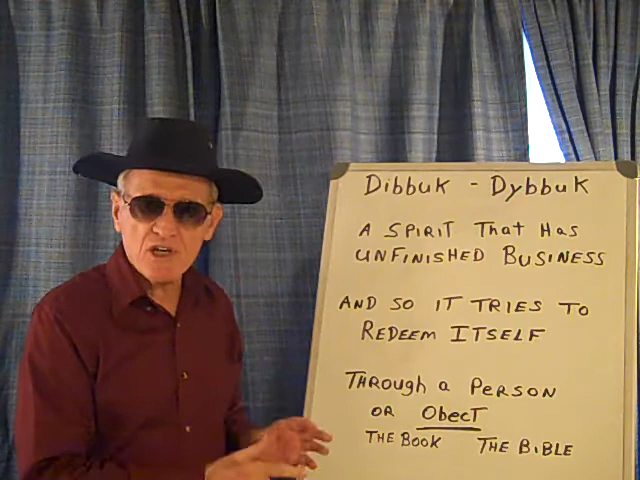 Dibbuk - Dybbuk
A SPIRIT THAT HAS
UNFINISHED BUSINESS
AND SO IT TRIES TO
REDEEM ITSELF
THROUGH a PERSON
OR ObecT
THE BOOK THE BIBLE